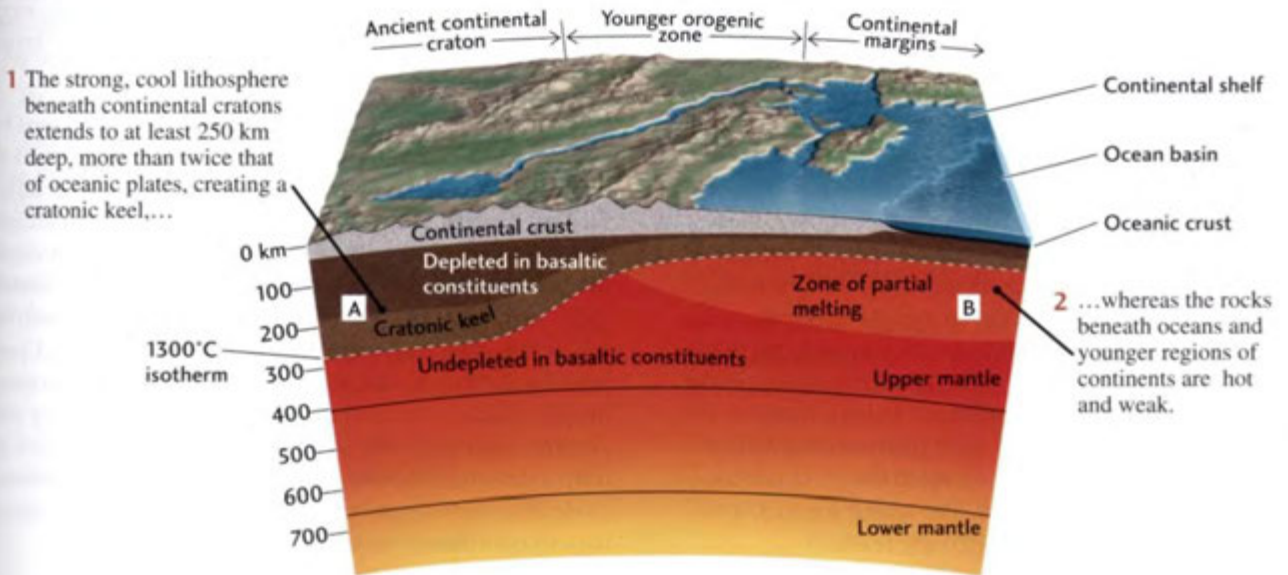 Ancient continental
craton
Younger orogenic
zone
Continental
margins
1 The strong, cool lithosphere
beneath continental cratons
extends to at least 250 km
deep, more than twice that
of oceanic plates, creating a
cratonic keel,...
Continental shelf
Ocean basin
Oceanic crust
0 km
100
200
1300°C
isotherm
300
400
500
600
700
Continental crust
Depleted in basaltic
constituents
A
Cratonic keel
Zone of partial
melting
B
Undepleted in basaltic constituents
Upper mantle
Lower mantle
2 ...whereas the rocks
beneath oceans and
younger regions of
continents are hot
and weak.